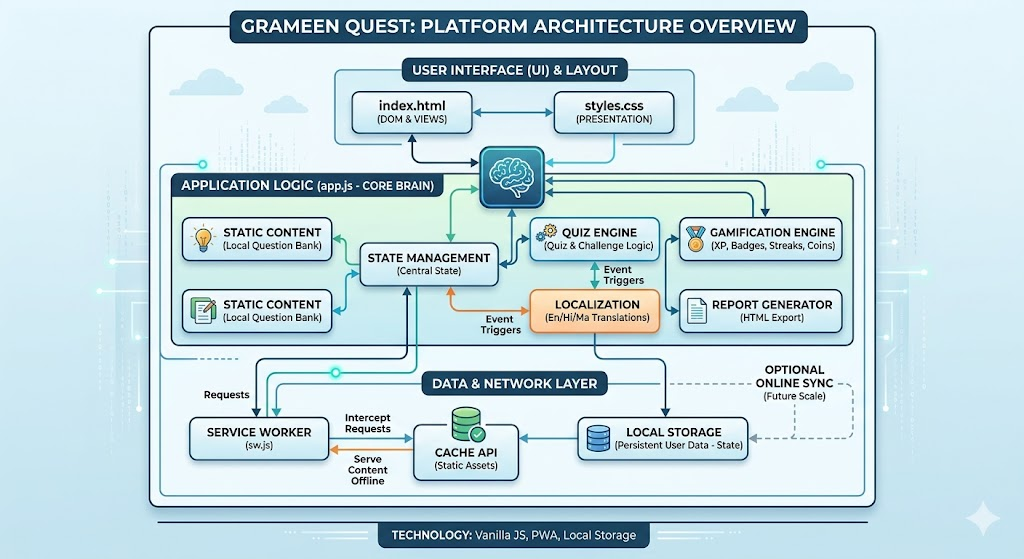 GRAMEEN QUEST: PLATFORM ARCHITECTURE OVERVIEW
USER INTERFACE (UI) & LAYOUT
index.html
(DOM & VIEWS)
styles.css
(PRESENTATION)
APPLICATION LOGIC (app.js - CORE BRAIN)
STATIC CONTENT
(Local Question Bank)
STATE MANAGEMENT
(Central State)
QUIZ ENGINE
(Quiz & Challenge Logic)
GAMIFICATION ENGINE
(XP, Badges, Streaks, Coins)
Event
Triggers
STATIC CONTENT
(Local Question Bank)
Event
Triggers
LOCALIZATION
(En/Hi/Ma Translations)
REPORT GENERATOR
(HTML Export)
DATA & NETWORK LAYER
OPTIONAL
ONLINE SYNC
(Future Scale)
Requests
SERVICE WORKER
(sw.js)
Intercept
Requests
Serve
Content
Offline
CACHE API
(Static Assets)
LOCAL STORAGE
(Persistent User Data - State)
TECHNOLOGY: Vanilla JS, PWA, Local Storage